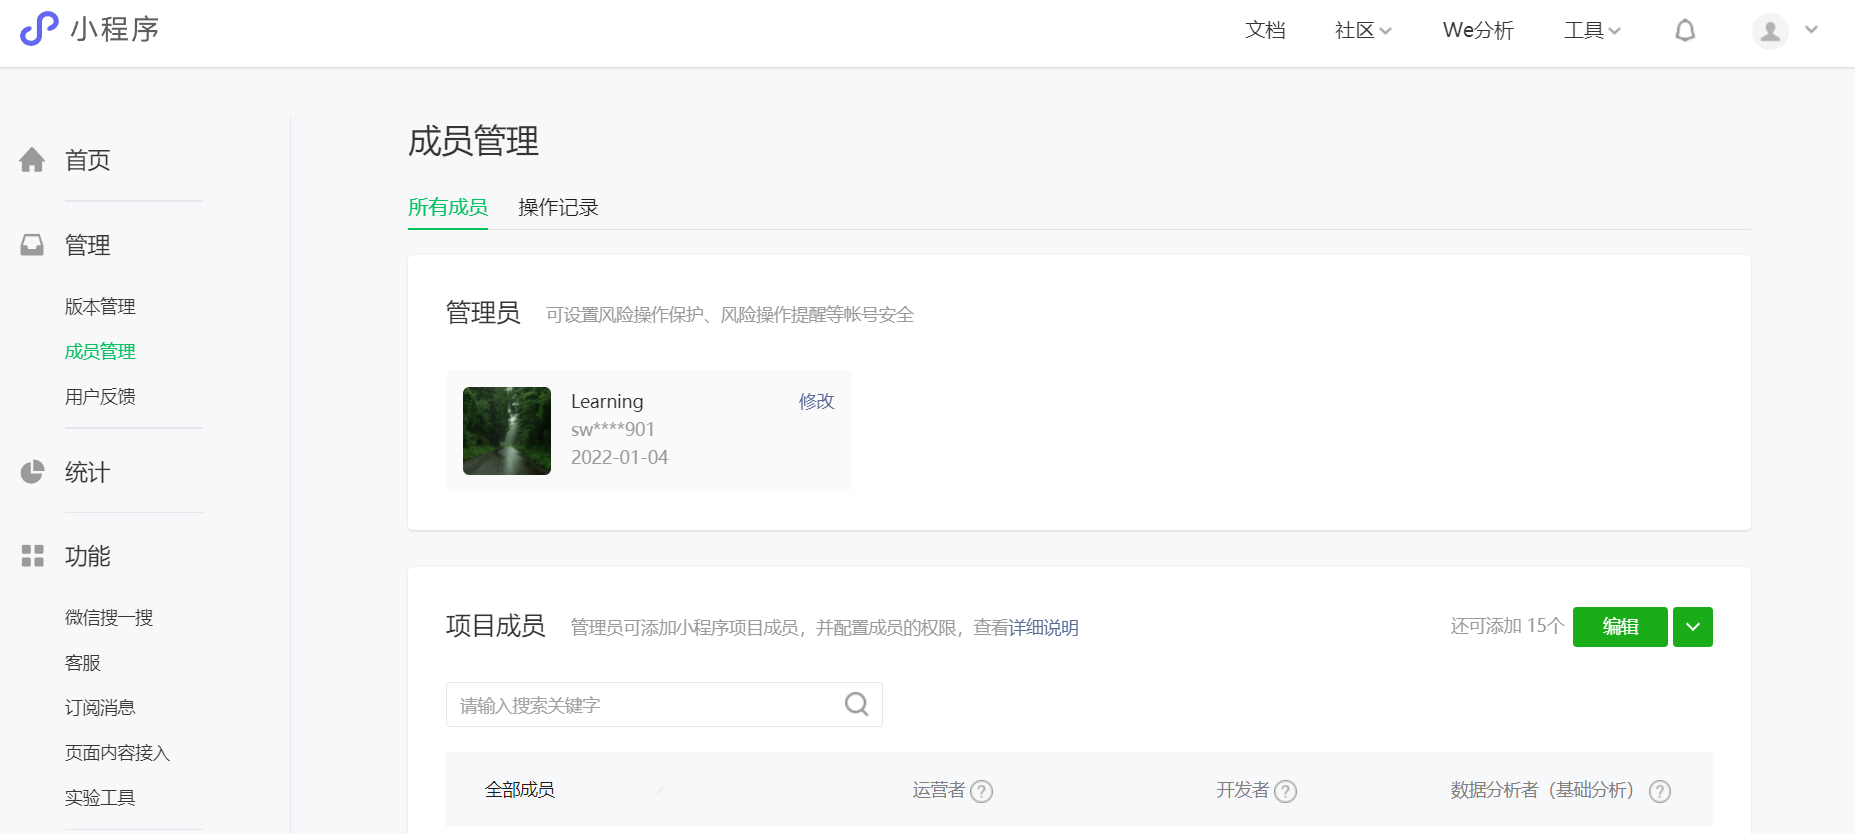 小程序
文档 社区 We分析 工具
首页
管理
版本管理
成员管理
用户反馈
统计
功能
微信搜一搜
客服
订阅消息
页面内容接入
实验工具
成员管理
所有成员 操作记录
管理员 可设置风险操作保护、风险操作提醒等帐号安全
Learning 修改
sw****901
2022-01-04
项目成员 管理员可添加小程序项目成员，并配置成员的权限，查看详细说明 还可添加 15个 编辑
请输入搜索关键字
全部成员 运营者 ? 开发者 ? 数据分析者（基础分析） ?